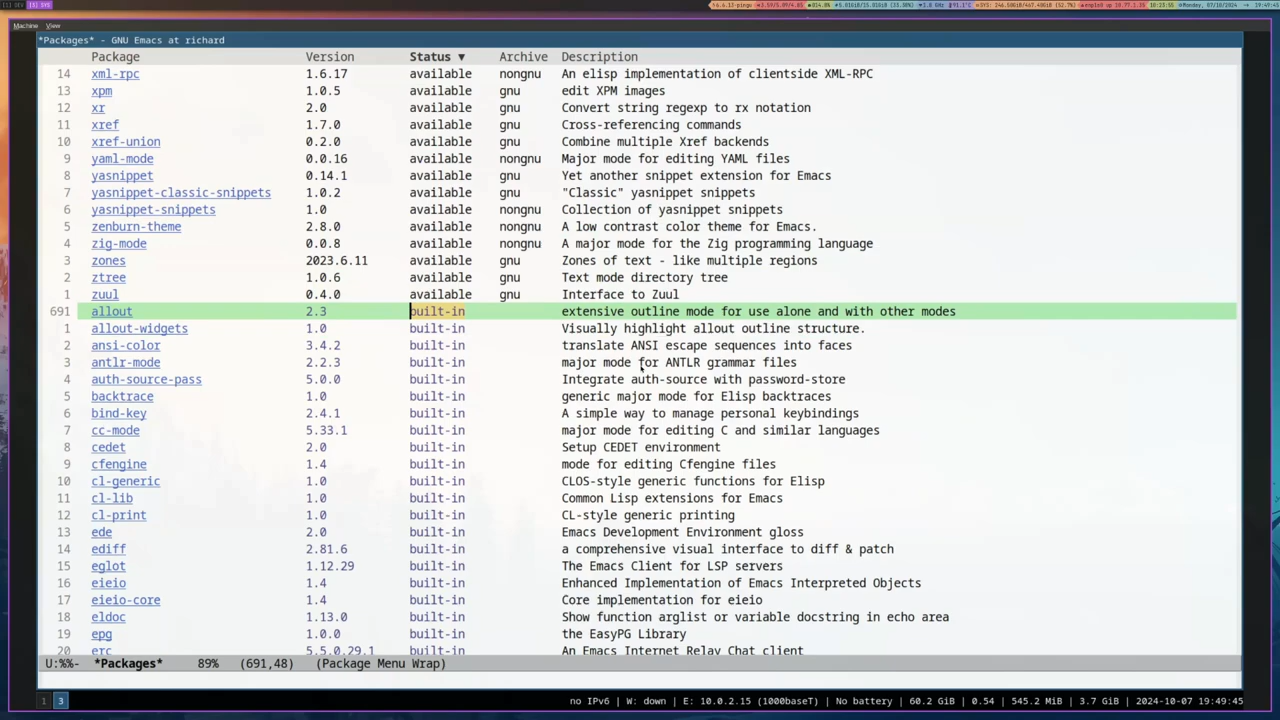 Machine View
*Packages* - GNU Emacs at richard
Package Version Status ▼ Archive Description
14 xml-rpc 1.6.17 available nongnu An elisp implementation of clientside XML-RPC
13 xpm 1.0.5 available gnu edit XPM images
12 xr 2.0 available gnu Convert string regexp to rx notation
11 xref 1.7.0 available gnu Cross-referencing commands
10 xref-union 0.2.0 available gnu Combine multiple Xref backends
9 yaml-mode 0.0.16 available nongnu Major mode for editing YAML files
8 yasnippet 0.14.1 available gnu Yet another snippet extension for Emacs
7 yasnippet-classic-snippets 1.0.2 available gnu "Classic" yasnippet snippets
6 yasnippet-snippets 1.0 available nongnu Collection of yasnippet snippets
5 zenburn-theme 2.8.0 available nongnu A low contrast color theme for Emacs.
4 zig-mode 0.0.8 available nongnu A major mode for the Zig programming language
3 zones 2023.6.11 available gnu Zones of text - like multiple regions
2 ztree 1.0.6 available gnu Text mode directory tree
1 zuul 0.4.0 available gnu Interface to Zuul
691 allout 2.3 built-in extensive outline mode for use alone and with other modes
1 allout-widgets 1.0 built-in Visually highlight allout outline structure.
2 ansi-color 3.4.2 built-in translate ANSI escape sequences into faces
3 antlr-mode 2.2.3 built-in major mode for ANTLR grammar files
4 auth-source-pass 5.0.0 built-in Integrate auth-source with password-store
5 backtrace 1.0 built-in generic major mode for Elisp backtraces
6 bind-key 2.4.1 built-in A simple way to manage personal keybindings
7 cc-mode 5.33.1 built-in major mode for editing C and similar languages
8 cedet 2.0 built-in Setup CEDET environment
9 cfengine 1.4 built-in mode for editing Cfengine files
10 cl-generic 1.0 built-in CLOS-style generic functions for Elisp
11 cl-lib 1.0 built-in Common Lisp extensions for Emacs
12 cl-print 1.0 built-in CL-style generic printing
13 ede 2.0 built-in Emacs Development Environment gloss
14 ediff 2.81.6 built-in a comprehensive visual interface to diff & patch
15 eglot 1.12.29 built-in The Emacs Client for LSP servers
16 eieio 1.4 built-in Enhanced Implementation of Emacs Interpreted Objects
17 eieio-core 1.4 built-in Core implementation for eieio
18 eldoc 1.13.0 built-in Show function arglist or variable docstring in echo area
19 epg 1.0.0 built-in the EasyPG Library
20 erc 5.5.0.29.1 built-in An Emacs Internet Relay Chat client
U:%%- *Packages* 89% (691,48) (Package Menu Wrap)
1 3 no IPv6 | W: down | E: 10.0.2.15 (1000baseT) | No battery | 60.2 GiB | 0.54 | 545.2 MiB | 3.7 GiB | 2024-10-07 19:49:45